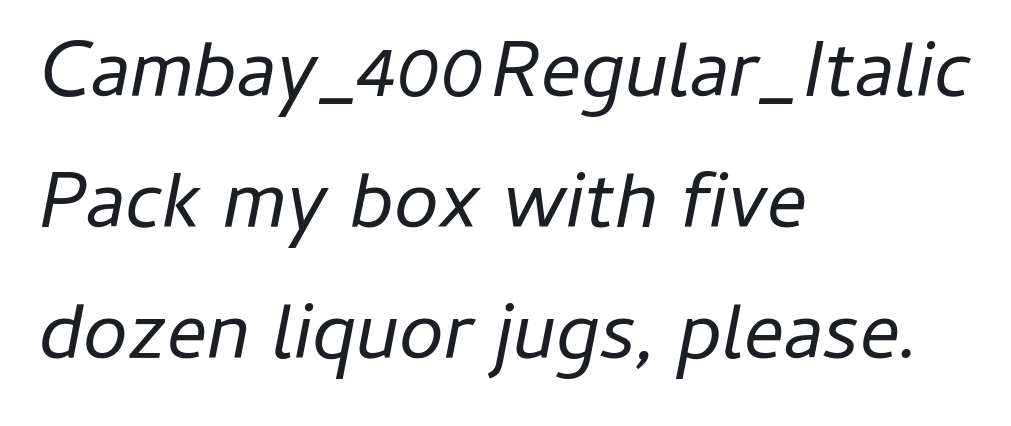 Cambay_400Regular_Italic
Pack my box with five
dozen liquor jugs, please.